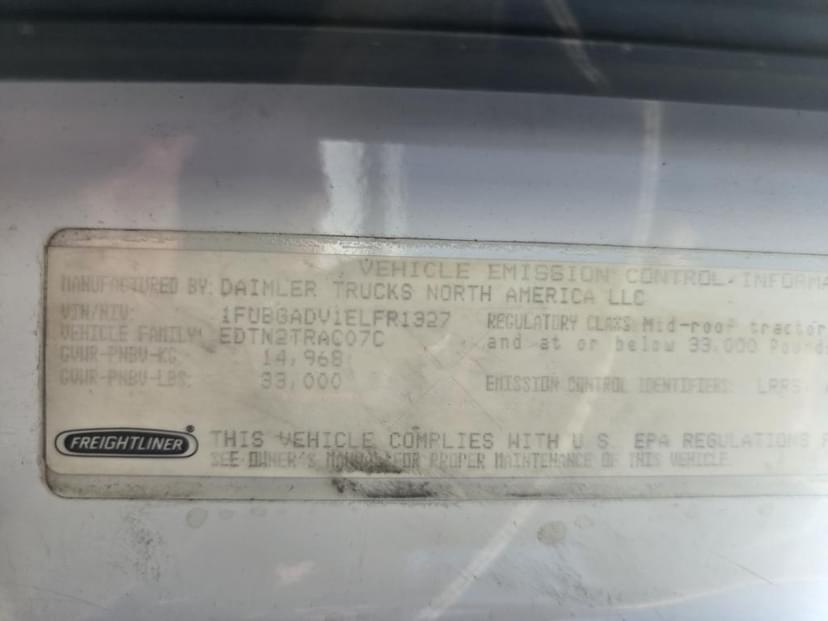 VEHICLE EMISSION CONTROL INFORMA
MANUFACTURED BY: DAIMLER TRUCKS NORTH AMERICA LLC
VIN/NIV: 1FUBGADV1ELFR1327 REGULATORY CLASS: Mid-roof tractor
VEHICLE FAMILY: EDTN2TRAC07C and at or below 33,000 Pound
GVWR-PNBV-KG: 14,968
GVWR-PNBV-LBS: 33,000 EMISSION CONTROL IDENTIFIERS:
FREIGHTLINER®
THIS VEHICLE COMPLIES WITH U.S. EPA REGULATIONS
SEE OWNER'S MANUAL FOR PROPER MAINTENANCE OF THIS VEHICLE.